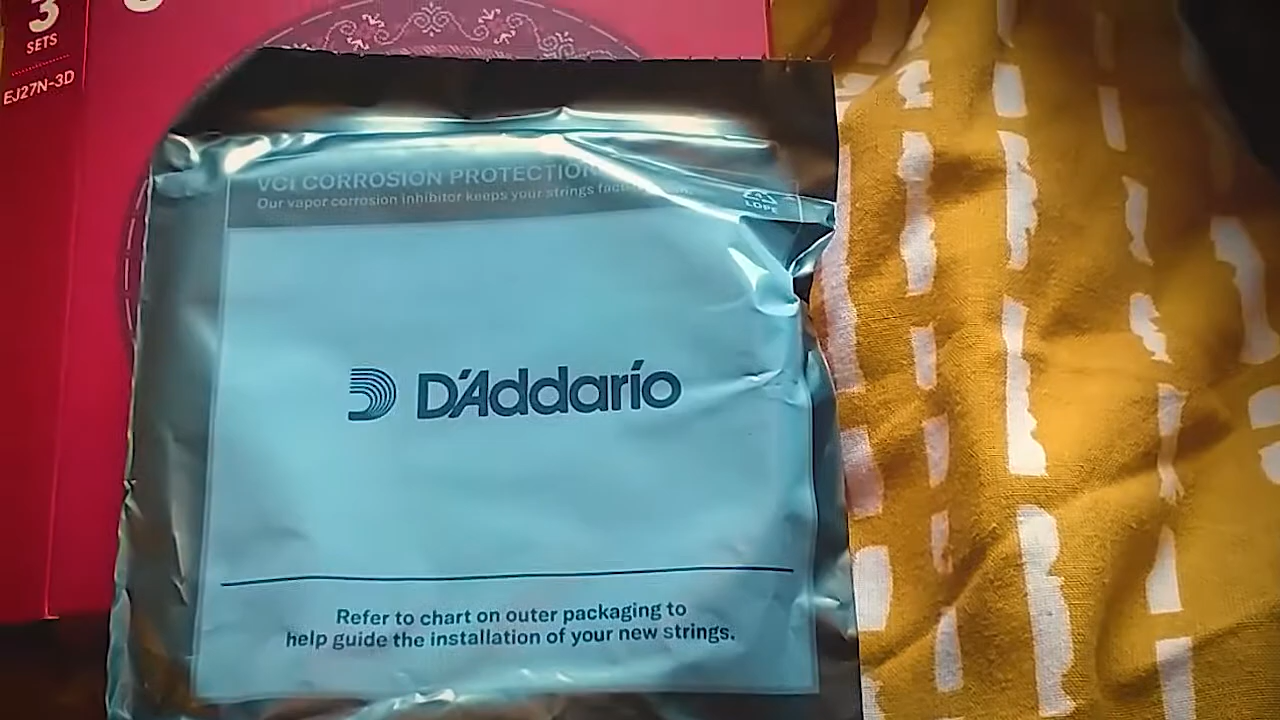 3
SETS
EJ27N-3D
VCI CORROSION PROTECTION
Our vapor corrosion inhibitor keeps your strings
LDPE
D'Addario
Refer to chart on outer packaging to
help guide the installation of your new strings.